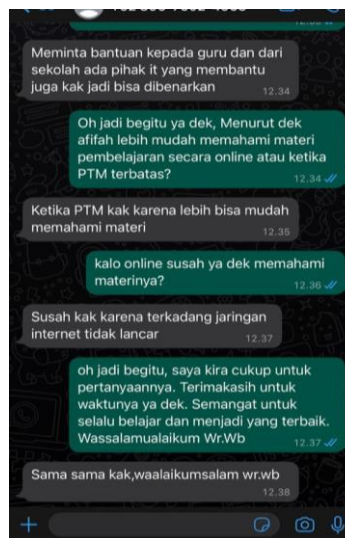 Meminta bantuan kepada guru dan dari
sekolah ada pihak it yang membantu
juga kak jadi bisa dibenarkan
12.34
Oh jadi begitu ya dek, Menurut dek
afifah lebih mudah memahami materi
pembelajaran secara online atau ketika
PTM terbatas?
12.34
Ketika PTM kak karena lebih bisa mudah
memahami materi
12.35
kalo online susah ya dek memahami
materinya?
12.36
Susah kak karena terkadang jaringan
internet tidak lancar
12.37
oh jadi begitu, saya kira cukup untuk
pertanyaannya. Terimakasih untuk
waktunya ya dek. Semangat untuk
selalu belajar dan menjadi yang terbaik.
Wassalamualaikum Wr.Wb
12.37
Sama sama kak,waalaikumsalam wr.wb
12.38